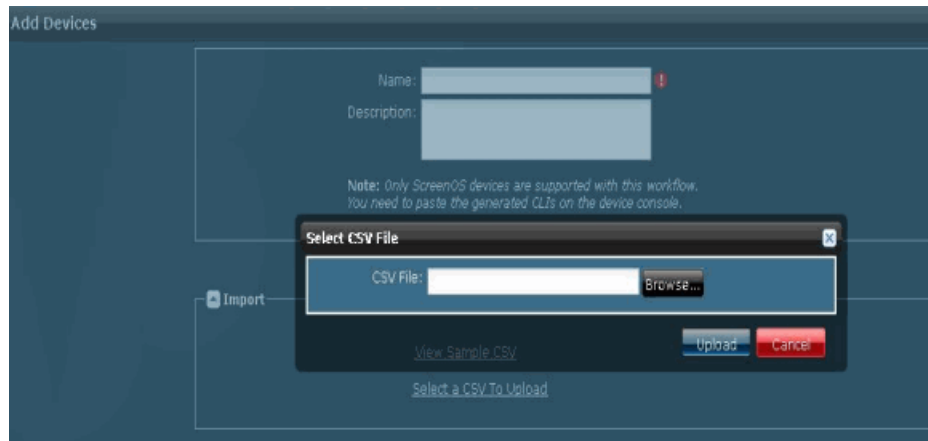 Add Devices
Name:
Description:
Note: Only ScreenOS devices are supported with this workflow.
You need to paste the generated CLIs on the device console.
Select CSV File
CSV File:
Browse...
Import
Upload
Cancel
View Sample CSV
Select a CSV To Upload